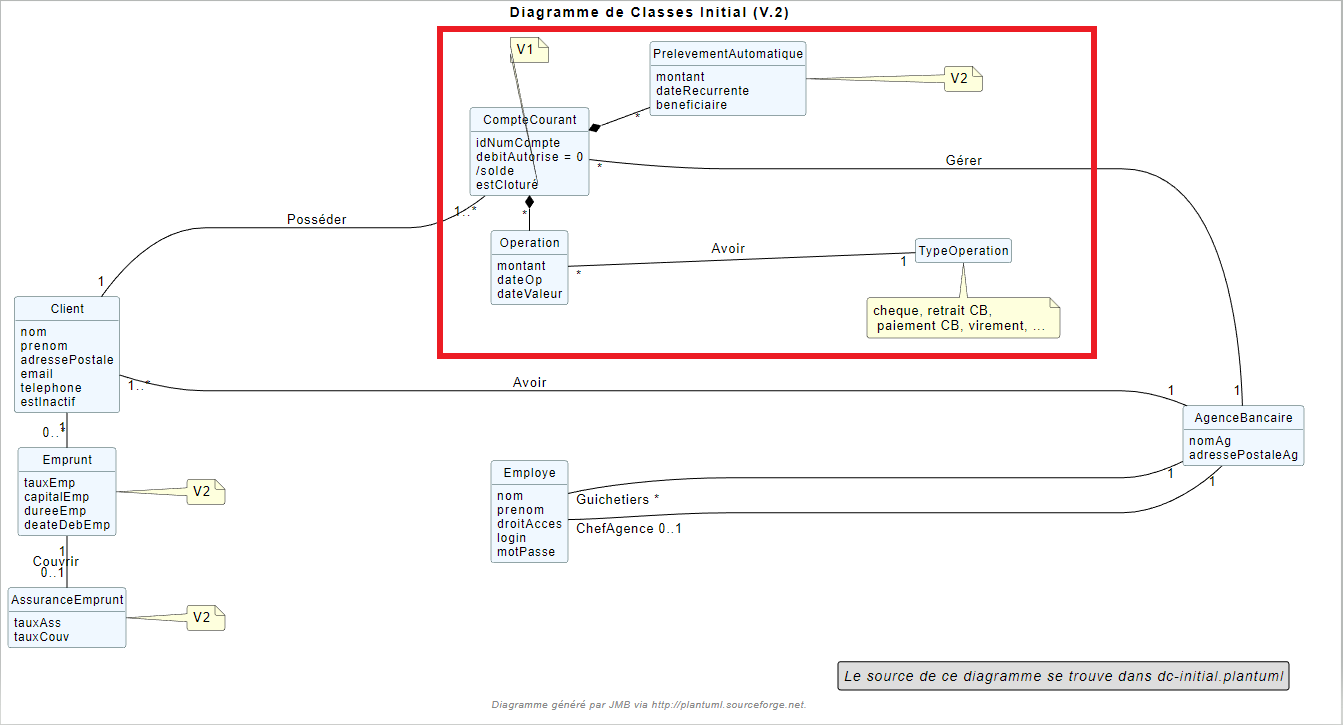 Diagramme de Classes Initial (V.2)
V1
PrelevementAutomatique
montant
dateRecurrente
beneficiaire
V2
*
CompteCourant
idNumCompte
debitAutorise = 0
/solde
estCloturé
*
Gérer
1..*
*
Posséder
1
Operation
montant
dateOp
dateValeur
*
Avoir
1
TypeOperation
cheque, retrait CB,
paiement CB, virement, ...
Client
nom
prenom
adressePostale
email
telephone
estInactif
1..*
Avoir
1
1
AgenceBancaire
nomAg
adressePostaleAg
1
0..*
Emprunt
tauxEmp
capitalEmp
dureeEmp
deateDebEmp
V2
Employe
nom
prenom
droitAcces
login
motPasse
Guichetiers *
1
ChefAgence 0..1
1
1
Couvrir
0..1
AssuranceEmprunt
tauxAss
tauxCouv
V2
Le source de ce diagramme se trouve dans dc-initial.plantuml
Diagramme généré par JMB via http://plantuml.sourceforge.net.